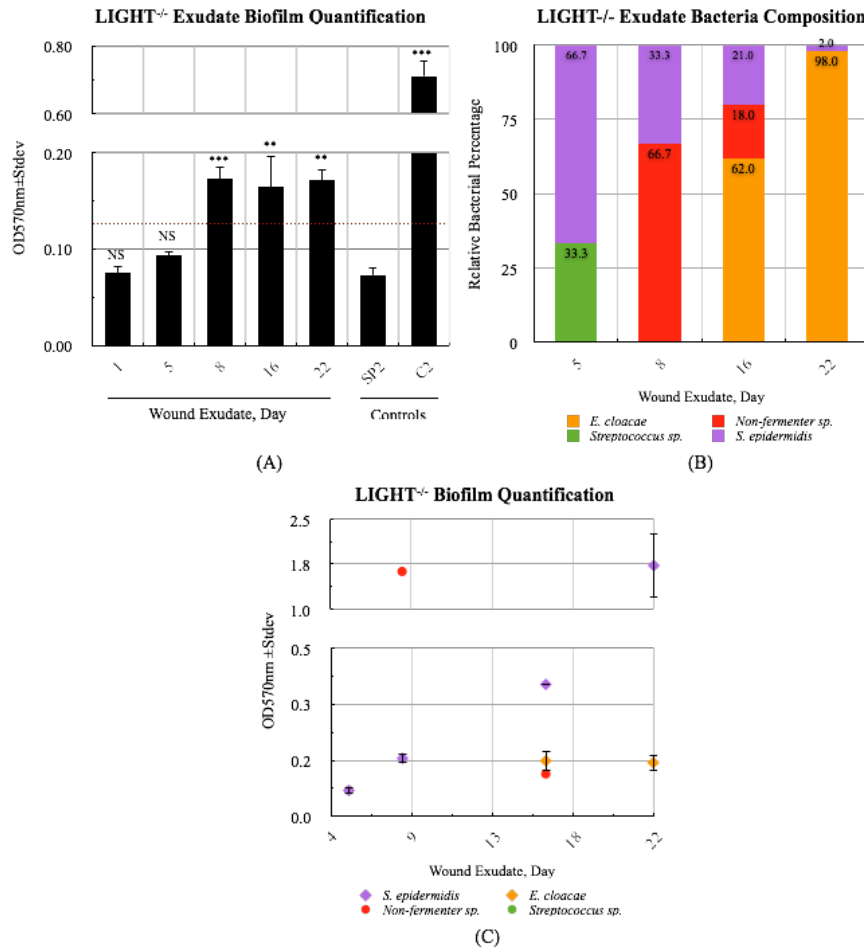 LIGHT-/- Exudate Biofilm Quantification
0.80
0.60
0.20
0.10
0.00
OD570nm±Stdev
NS
NS
***
**
**
***
1
5
8
16
22
SP2
C2
Wound Exudate, Day
Controls
(A)
LIGHT-/- Exudate Bacteria Composition
100
75
50
25
0
Relative Bacterial Percentage
66.7
33.3
33.3
66.7
21.0
18.0
62.0
2.0
98.0
5
8
16
22
Wound Exudate, Day
E. cloacae
Non-fermenter sp.
Streptococcus sp.
S. epidermidis
(B)
LIGHT-/- Biofilm Quantification
2.5
1.8
1.0
0.5
0.3
0.2
0.0
OD570nm ±Stdev
4
9
13
18
22
Wound Exudate, Day
S. epidermidis
E. cloacae
Non-fermenter sp.
Streptococcus sp.
(C)